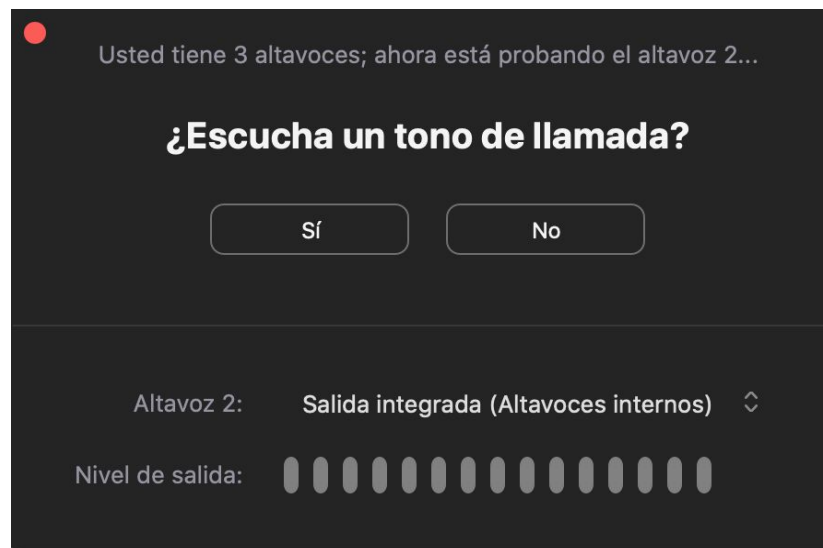 Usted tiene 3 altavoces; ahora está probando el altavoz 2...
¿Escucha un tono de llamada?
Sí No
Altavoz 2: Salida integrada (Altavoces internos)
Nivel de salida: